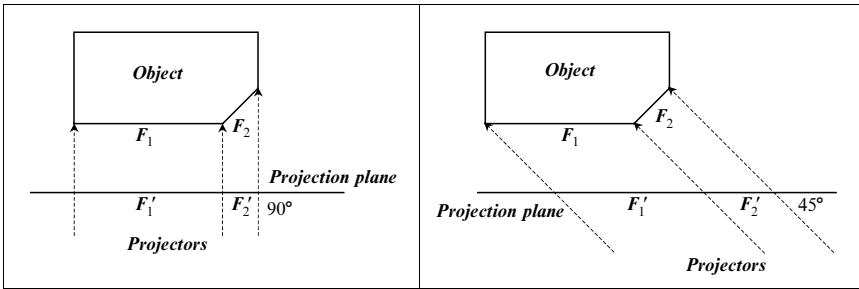 Object
F₁
F₂
Projection plane
F₁′
F₂′
90°
Projectors
Object
F₁
F₂
Projection plane
F₁′
F₂′
45°
Projectors